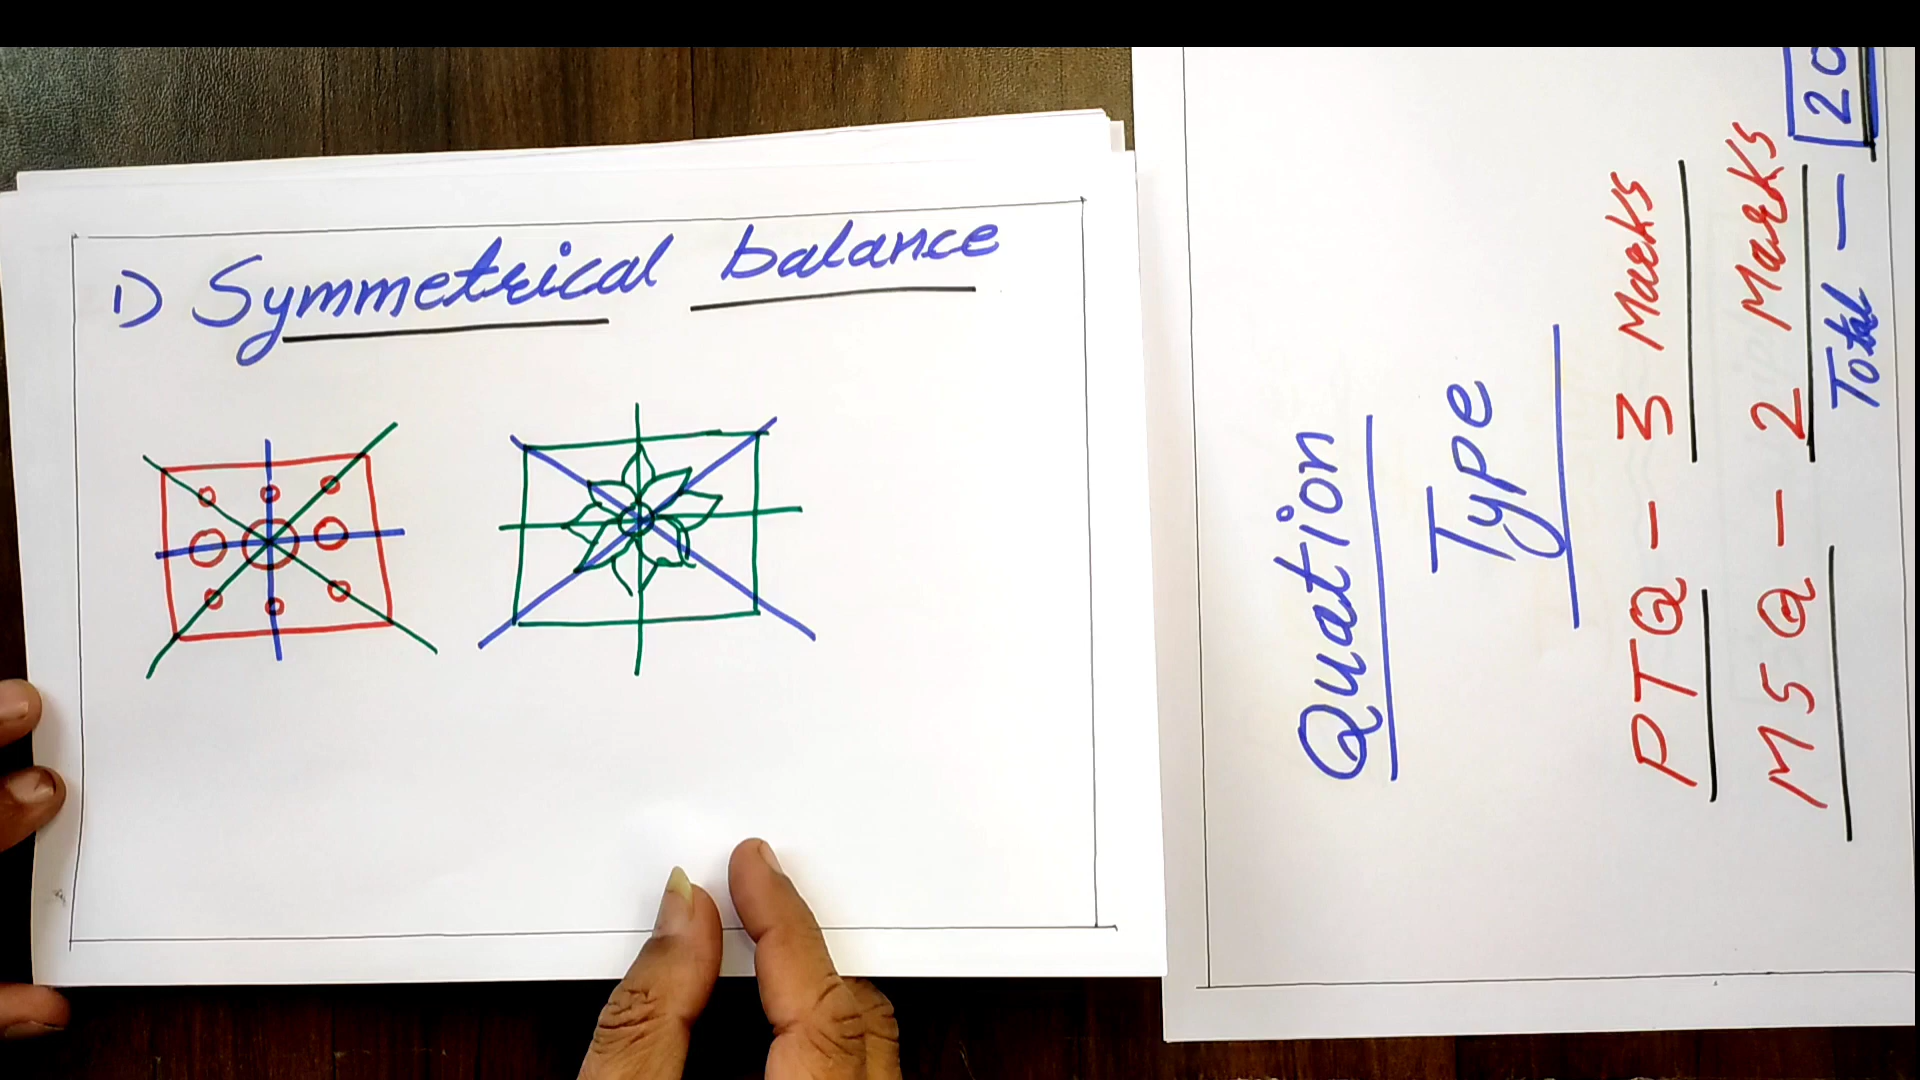 1) Symmetrical balance
Quation
Type
PTQ - 3 Marks
MSQ - 2 Marks
Total - 20